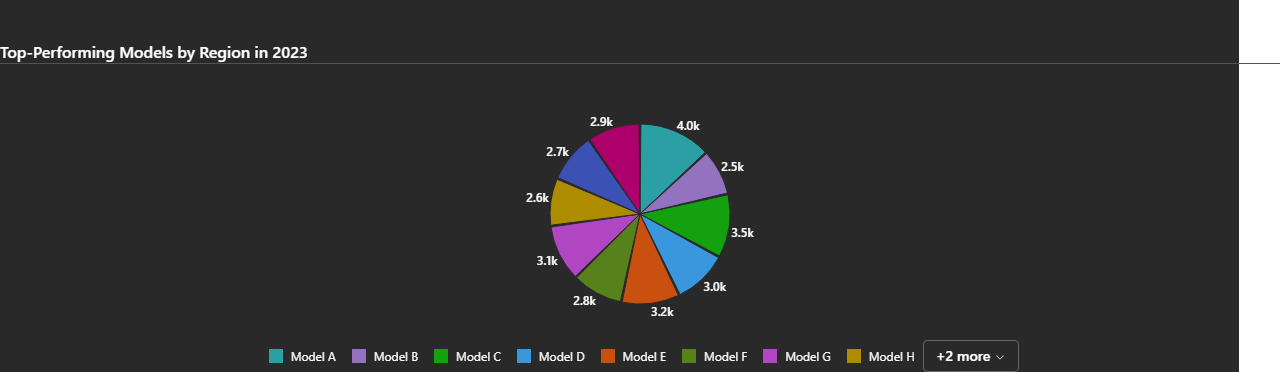 Top-Performing Models by Region in 2023
2.9k
4.0k
2.7k
2.5k
2.6k
3.5k
3.1k
3.0k
2.8k
3.2k
Model A Model B Model C Model D Model E Model F Model G Model H +2 more